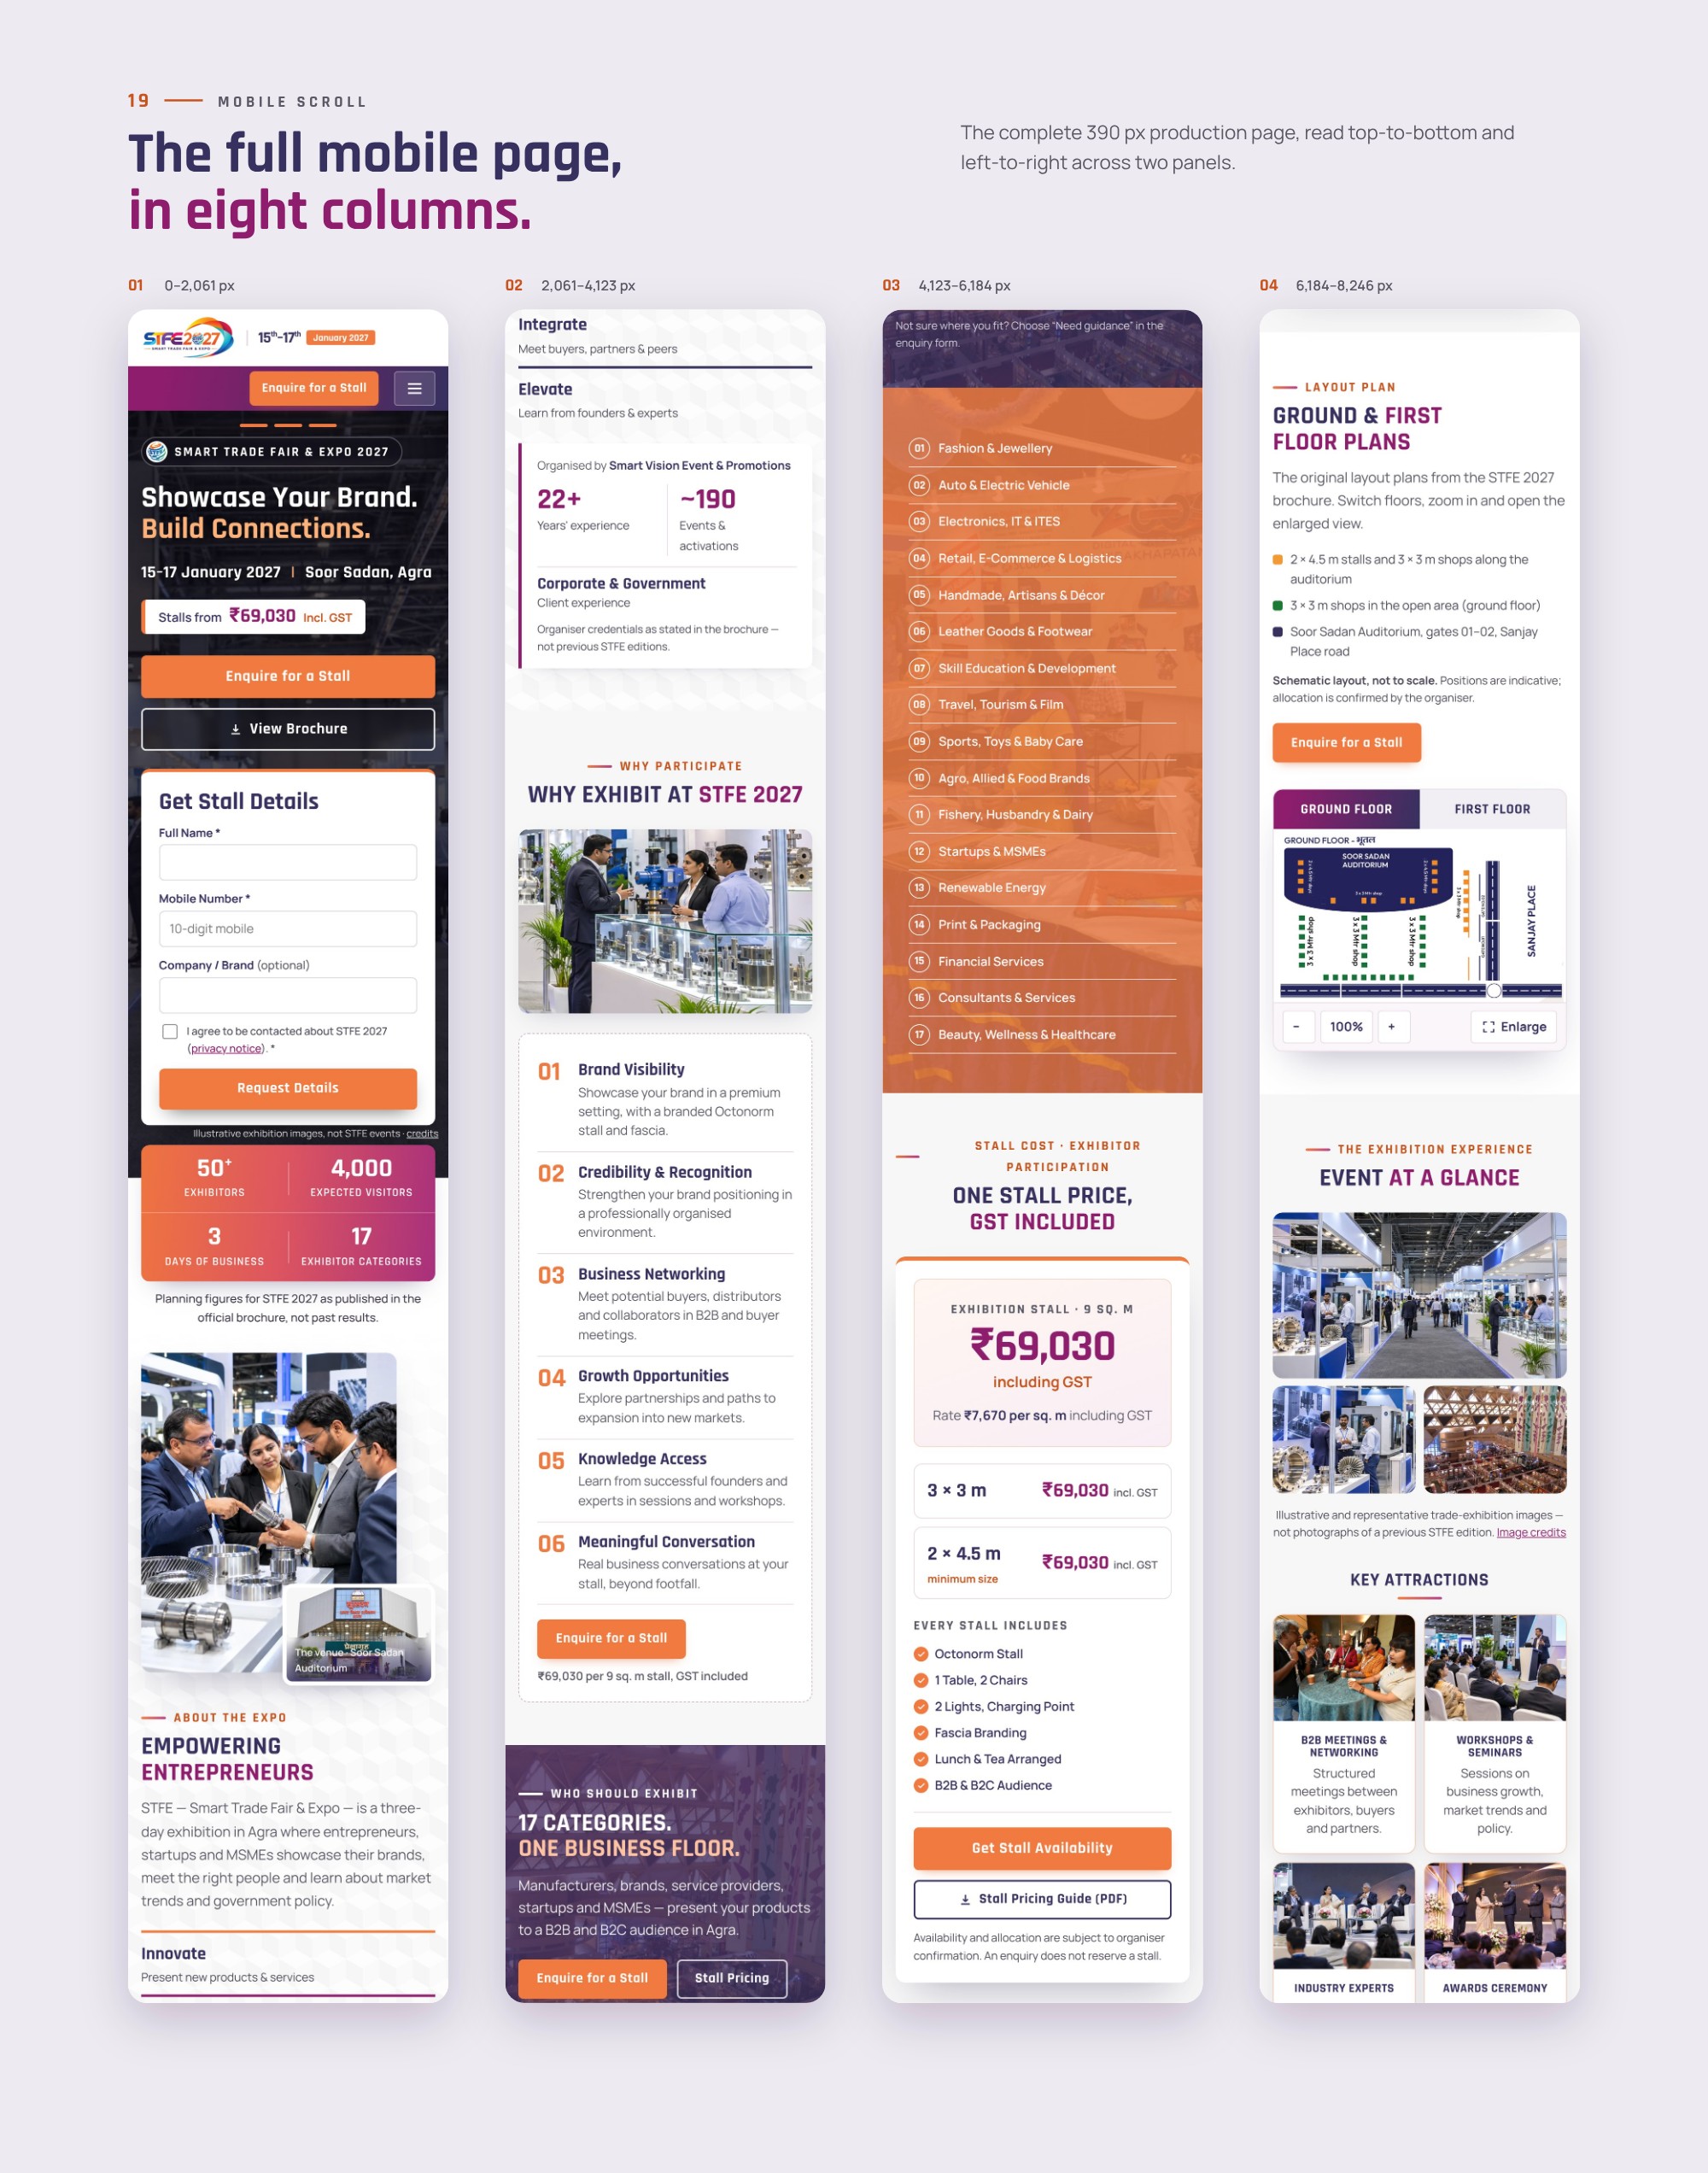 19 MOBILE SCROLL
The full mobile page,
in eight columns.
The complete 390 px production page, read top-to-bottom and
left-to-right across two panels.
01 0–2,061 px
STFE2027
SMART TRADE FAIR & EXPO
15th–17th January 2027
Enquire for a Stall
SMART TRADE FAIR & EXPO 2027
Showcase Your Brand.
Build Connections.
15-17 January 2027 | Soor Sadan, Agra
Stalls from ₹69,030 Incl. GST
Enquire for a Stall
View Brochure
Get Stall Details
Full Name *
Mobile Number *
10-digit mobile
Company / Brand (optional)
I agree to be contacted about STFE 2027
(privacy notice). *
Request Details
Illustrative exhibition images, not STFE events · credits
50+ 4,000
EXHIBITORS EXPECTED VISITORS
3 17
DAYS OF BUSINESS EXHIBITOR CATEGORIES
Planning figures for STFE 2027 as published in the
official brochure, not past results.
प्रेक्षागृह
The venue · Soor Sadan
Auditorium
ABOUT THE EXPO
EMPOWERING
ENTREPRENEURS
STFE — Smart Trade Fair & Expo — is a three-
day exhibition in Agra where entrepreneurs,
startups and MSMEs showcase their brands,
meet the right people and learn about market
trends and government policy.
Innovate
Present new products & services
02 2,061–4,123 px
Integrate
Meet buyers, partners & peers
Elevate
Learn from founders & experts
Organised by Smart Vision Event & Promotions
22+ ~190
Years' experience Events &
activations
Corporate & Government
Client experience
Organiser credentials as stated in the brochure —
not previous STFE editions.
WHY PARTICIPATE
WHY EXHIBIT AT STFE 2027
01 Brand Visibility
Showcase your brand in a premium
setting, with a branded Octonorm
stall and fascia.
02 Credibility & Recognition
Strengthen your brand positioning in
a professionally organised
environment.
03 Business Networking
Meet potential buyers, distributors
and collaborators in B2B and buyer
meetings.
04 Growth Opportunities
Explore partnerships and paths to
expansion into new markets.
05 Knowledge Access
Learn from successful founders and
experts in sessions and workshops.
06 Meaningful Conversation
Real business conversations at your
stall, beyond footfall.
Enquire for a Stall
₹69,030 per 9 sq. m stall, GST included
WHO SHOULD EXHIBIT
17 CATEGORIES.
ONE BUSINESS FLOOR.
Manufacturers, brands, service providers,
startups and MSMEs — present your products
to a B2B and B2C audience in Agra.
Enquire for a Stall Stall Pricing
03 4,123–6,184 px
Not sure where you fit? Choose “Need guidance” in the
enquiry form.
01 Fashion & Jewellery
02 Auto & Electric Vehicle
03 Electronics, IT & ITES
04 Retail, E-Commerce & Logistics
05 Handmade, Artisans & Décor
06 Leather Goods & Footwear
07 Skill Education & Development
08 Travel, Tourism & Film
09 Sports, Toys & Baby Care
10 Agro, Allied & Food Brands
11 Fishery, Husbandry & Dairy
12 Startups & MSMEs
13 Renewable Energy
14 Print & Packaging
15 Financial Services
16 Consultants & Services
17 Beauty, Wellness & Healthcare
STALL COST · EXHIBITOR
PARTICIPATION
ONE STALL PRICE,
GST INCLUDED
EXHIBITION STALL · 9 SQ. M
₹69,030
including GST
Rate ₹7,670 per sq. m including GST
3 × 3 m ₹69,030 incl. GST
2 × 4.5 m ₹69,030 incl. GST
minimum size
EVERY STALL INCLUDES
Octonorm Stall
1 Table, 2 Chairs
2 Lights, Charging Point
Fascia Branding
Lunch & Tea Arranged
B2B & B2C Audience
Get Stall Availability
Stall Pricing Guide (PDF)
Availability and allocation are subject to organiser
confirmation. An enquiry does not reserve a stall.
04 6,184–8,246 px
LAYOUT PLAN
GROUND & FIRST
FLOOR PLANS
The original layout plans from the STFE 2027
brochure. Switch floors, zoom in and open the
enlarged view.
2 × 4.5 m stalls and 3 × 3 m shops along the
auditorium
3 × 3 m shops in the open area (ground floor)
Soor Sadan Auditorium, gates 01–02, Sanjay
Place road
Schematic layout, not to scale. Positions are indicative;
allocation is confirmed by the organiser.
Enquire for a Stall
GROUND FLOOR FIRST FLOOR
GROUND FLOOR - भूतल
SOOR SADAN
AUDITORIUM
3 x 3 Mtr shop
3 x 3 Mtr shop
3 x 3 Mtr shop
SANJAY PLACE
− 100% + Enlarge
THE EXHIBITION EXPERIENCE
EVENT AT A GLANCE
Illustrative and representative trade-exhibition images —
not photographs of a previous STFE edition. Image credits
KEY ATTRACTIONS
B2B MEETINGS &
NETWORKING
Structured
meetings between
exhibitors, buyers
and partners.
WORKSHOPS &
SEMINARS
Sessions on
business growth,
market trends and
policy.
INDUSTRY EXPERTS
AWARDS CEREMONY